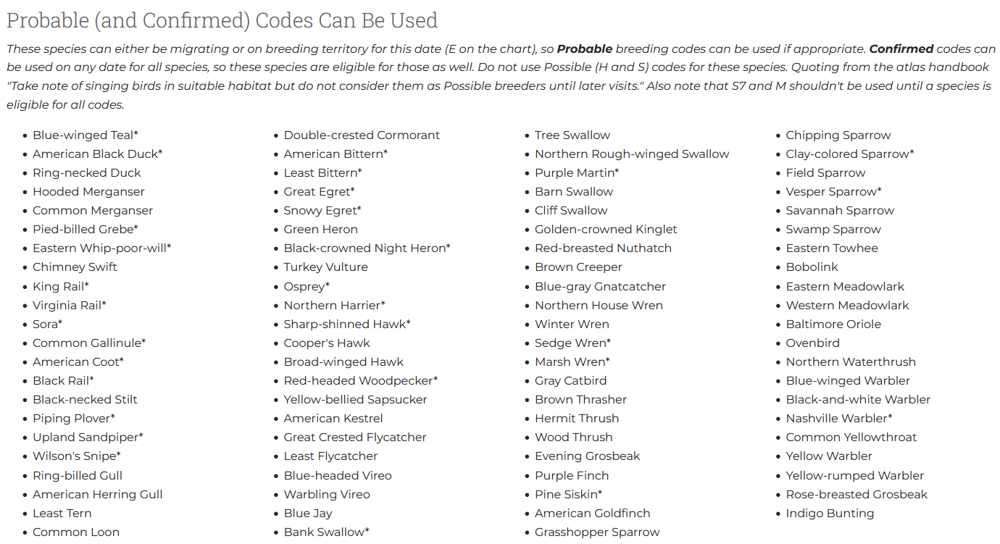 Probable (and Confirmed) Codes Can Be Used
These species can either be migrating or on breeding territory for this date (E on the chart), so Probable breeding codes can be used if appropriate. Confirmed codes can
be used on any date for all species, so these species are eligible for those as well. Do not use Possible (H and S) codes for these species. Quoting from the atlas handbook
"Take note of singing birds in suitable habitat but do not consider them as Possible breeders until later visits." Also note that S7 and M shouldn't be used until a species is
eligible for all codes.
• Blue-winged Teal*
• American Black Duck*
• Ring-necked Duck
• Hooded Merganser
• Common Merganser
• Pied-billed Grebe*
• Eastern Whip-poor-will*
• Chimney Swift
• King Rail*
• Virginia Rail*
• Sora*
• Common Gallinule*
• American Coot*
• Black Rail*
• Black-necked Stilt
• Piping Plover*
• Upland Sandpiper*
• Wilson's Snipe*
• Ring-billed Gull
• American Herring Gull
• Least Tern
• Common Loon
• Double-crested Cormorant
• American Bittern*
• Least Bittern*
• Great Egret*
• Snowy Egret*
• Green Heron
• Black-crowned Night Heron*
• Turkey Vulture
• Osprey*
• Northern Harrier*
• Sharp-shinned Hawk*
• Cooper's Hawk
• Broad-winged Hawk
• Red-headed Woodpecker*
• Yellow-bellied Sapsucker
• American Kestrel
• Great Crested Flycatcher
• Least Flycatcher
• Blue-headed Vireo
• Warbling Vireo
• Blue Jay
• Bank Swallow*
• Tree Swallow
• Northern Rough-winged Swallow
• Purple Martin*
• Barn Swallow
• Cliff Swallow
• Golden-crowned Kinglet
• Red-breasted Nuthatch
• Brown Creeper
• Blue-gray Gnatcatcher
• Northern House Wren
• Winter Wren
• Sedge Wren*
• Marsh Wren*
• Gray Catbird
• Brown Thrasher
• Hermit Thrush
• Wood Thrush
• Evening Grosbeak
• Purple Finch
• Pine Siskin*
• American Goldfinch
• Grasshopper Sparrow
• Chipping Sparrow
• Clay-colored Sparrow*
• Field Sparrow
• Vesper Sparrow*
• Savannah Sparrow
• Swamp Sparrow
• Eastern Towhee
• Bobolink
• Eastern Meadowlark
• Western Meadowlark
• Baltimore Oriole
• Ovenbird
• Northern Waterthrush
• Blue-winged Warbler
• Black-and-white Warbler
• Nashville Warbler*
• Common Yellowthroat
• Yellow Warbler
• Yellow-rumped Warbler
• Rose-breasted Grosbeak
• Indigo Bunting